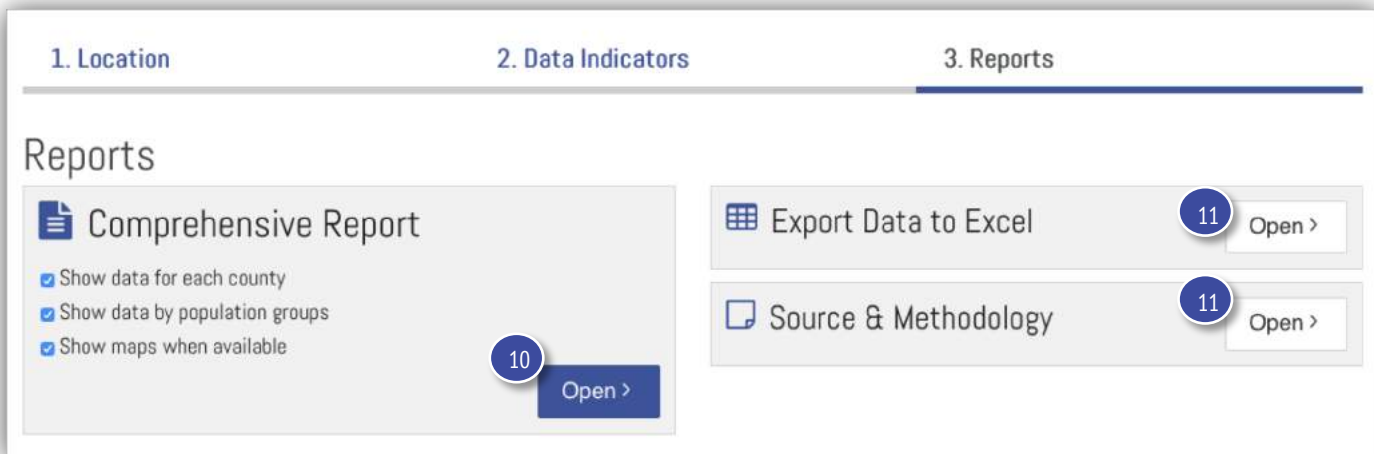 1. Location 2. Data Indicators 3. Reports
Reports
Comprehensive Report
Show data for each county
Show data by population groups
Show maps when available
10
Open >
Export Data to Excel
11
Open >
Source & Methodology
11
Open >